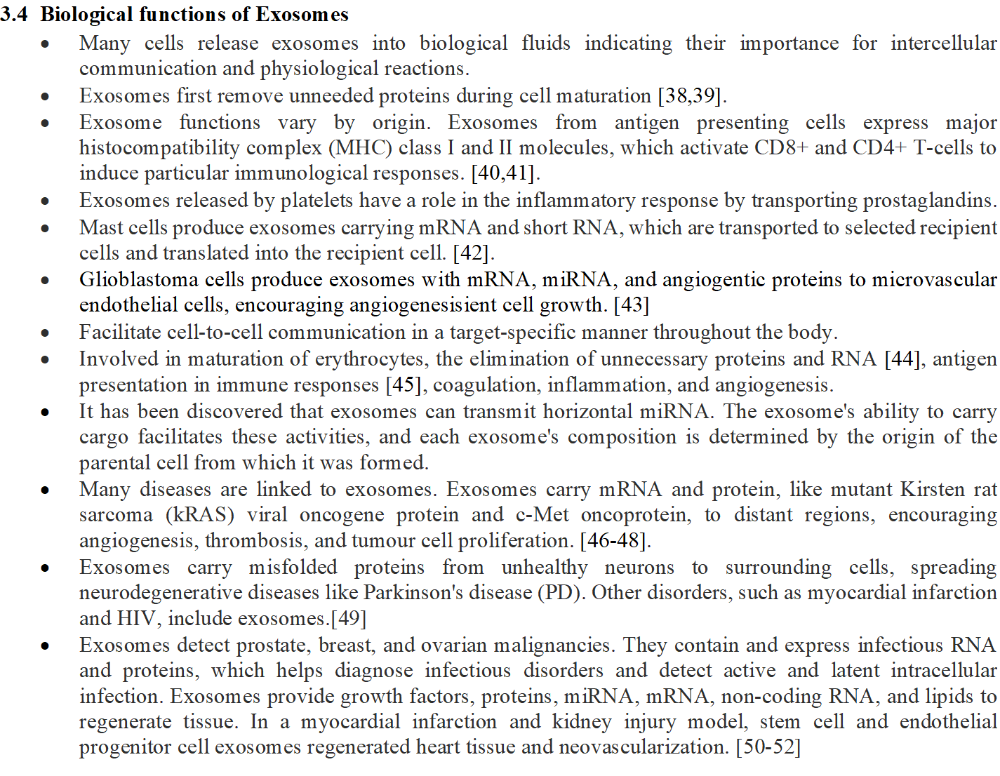 3.4 Biological functions of Exosomes
• Many cells release exosomes into biological fluids indicating their importance for intercellular
communication and physiological reactions.
• Exosomes first remove unneeded proteins during cell maturation [38,39].
• Exosome functions vary by origin. Exosomes from antigen presenting cells express major
histocompatibility complex (MHC) class I and II molecules, which activate CD8+ and CD4+ T-cells to
induce particular immunological responses. [40,41].
• Exosomes released by platelets have a role in the inflammatory response by transporting prostaglandins.
• Mast cells produce exosomes carrying mRNA and short RNA, which are transported to selected recipient
cells and translated into the recipient cell. [42].
• Glioblastoma cells produce exosomes with mRNA, miRNA, and angiogentic proteins to microvascular
endothelial cells, encouraging angiogenesisient cell growth. [43]
• Facilitate cell-to-cell communication in a target-specific manner throughout the body.
• Involved in maturation of erythrocytes, the elimination of unnecessary proteins and RNA [44], antigen
presentation in immune responses [45], coagulation, inflammation, and angiogenesis.
• It has been discovered that exosomes can transmit horizontal miRNA. The exosome's ability to carry
cargo facilitates these activities, and each exosome's composition is determined by the origin of the
parental cell from which it was formed.
• Many diseases are linked to exosomes. Exosomes carry mRNA and protein, like mutant Kirsten rat
sarcoma (kRAS) viral oncogene protein and c-Met oncoprotein, to distant regions, encouraging
angiogenesis, thrombosis, and tumour cell proliferation. [46-48].
• Exosomes carry misfolded proteins from unhealthy neurons to surrounding cells, spreading
neurodegenerative diseases like Parkinson's disease (PD). Other disorders, such as myocardial infarction
and HIV, include exosomes.[49]
• Exosomes detect prostate, breast, and ovarian malignancies. They contain and express infectious RNA
and proteins, which helps diagnose infectious disorders and detect active and latent intracellular
infection. Exosomes provide growth factors, proteins, miRNA, mRNA, non-coding RNA, and lipids to
regenerate tissue. In a myocardial infarction and kidney injury model, stem cell and endothelial
progenitor cell exosomes regenerated heart tissue and neovascularization. [50-52]